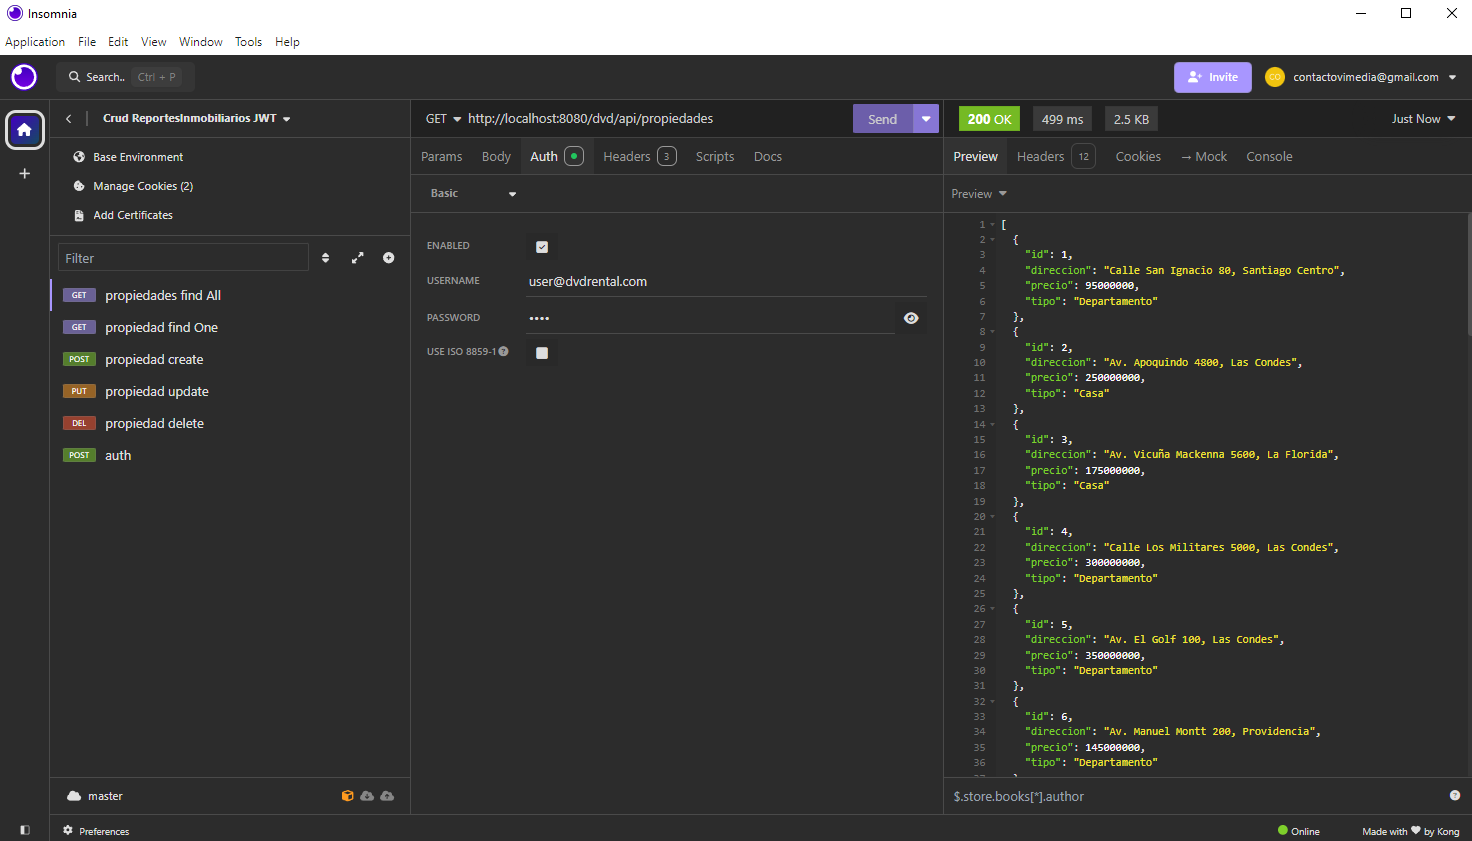 Insomnia
Application File Edit View Window Tools Help
Search.. Ctrl + P
Invite
CO
contactovimedia@gmail.com
Crud ReportesInmobiliarios JWT
Base Environment
Manage Cookies (2)
Add Certificates
Filter
GET propiedades find All
GET propiedad find One
POST propiedad create
PUT propiedad update
DEL propiedad delete
POST auth
master
Preferences
GET http://localhost:8080/dvd/api/propiedades Send
Params Body Auth Headers 3 Scripts Docs
Basic
ENABLED
USERNAME user@dvdrental.com
PASSWORD ••••
USE ISO 8859-1
200 OK 499 ms 2.5 KB Just Now
Preview Headers 12 Cookies → Mock Console
Preview
1 [
2 {
3 "id": 1,
4 "direccion": "Calle San Ignacio 80, Santiago Centro",
5 "precio": 95000000,
6 "tipo": "Departamento"
7 },
8 {
9 "id": 2,
10 "direccion": "Av. Apoquindo 4800, Las Condes",
11 "precio": 250000000,
12 "tipo": "Casa"
13 },
14 {
15 "id": 3,
16 "direccion": "Av. Vicuña Mackenna 5600, La Florida",
17 "precio": 175000000,
18 "tipo": "Casa"
19 },
20 {
21 "id": 4,
22 "direccion": "Calle Los Militares 5000, Las Condes",
23 "precio": 300000000,
24 "tipo": "Departamento"
25 },
26 {
27 "id": 5,
28 "direccion": "Av. El Golf 100, Las Condes",
29 "precio": 350000000,
30 "tipo": "Departamento"
31 },
32 {
33 "id": 6,
34 "direccion": "Av. Manuel Montt 200, Providencia",
35 "precio": 145000000,
36 "tipo": "Departamento"
$.store.books[*].author
Online
Made with ♥ by Kong